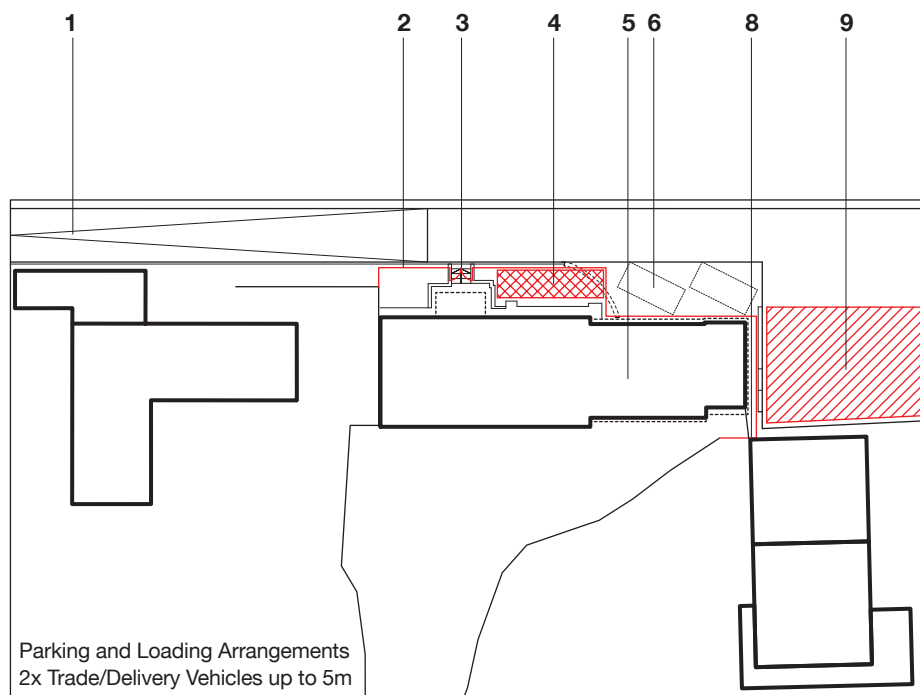 1 2 3 4 5 6 8 9
Parking and Loading Arrangements
2x Trade/Delivery Vehicles up to 5m